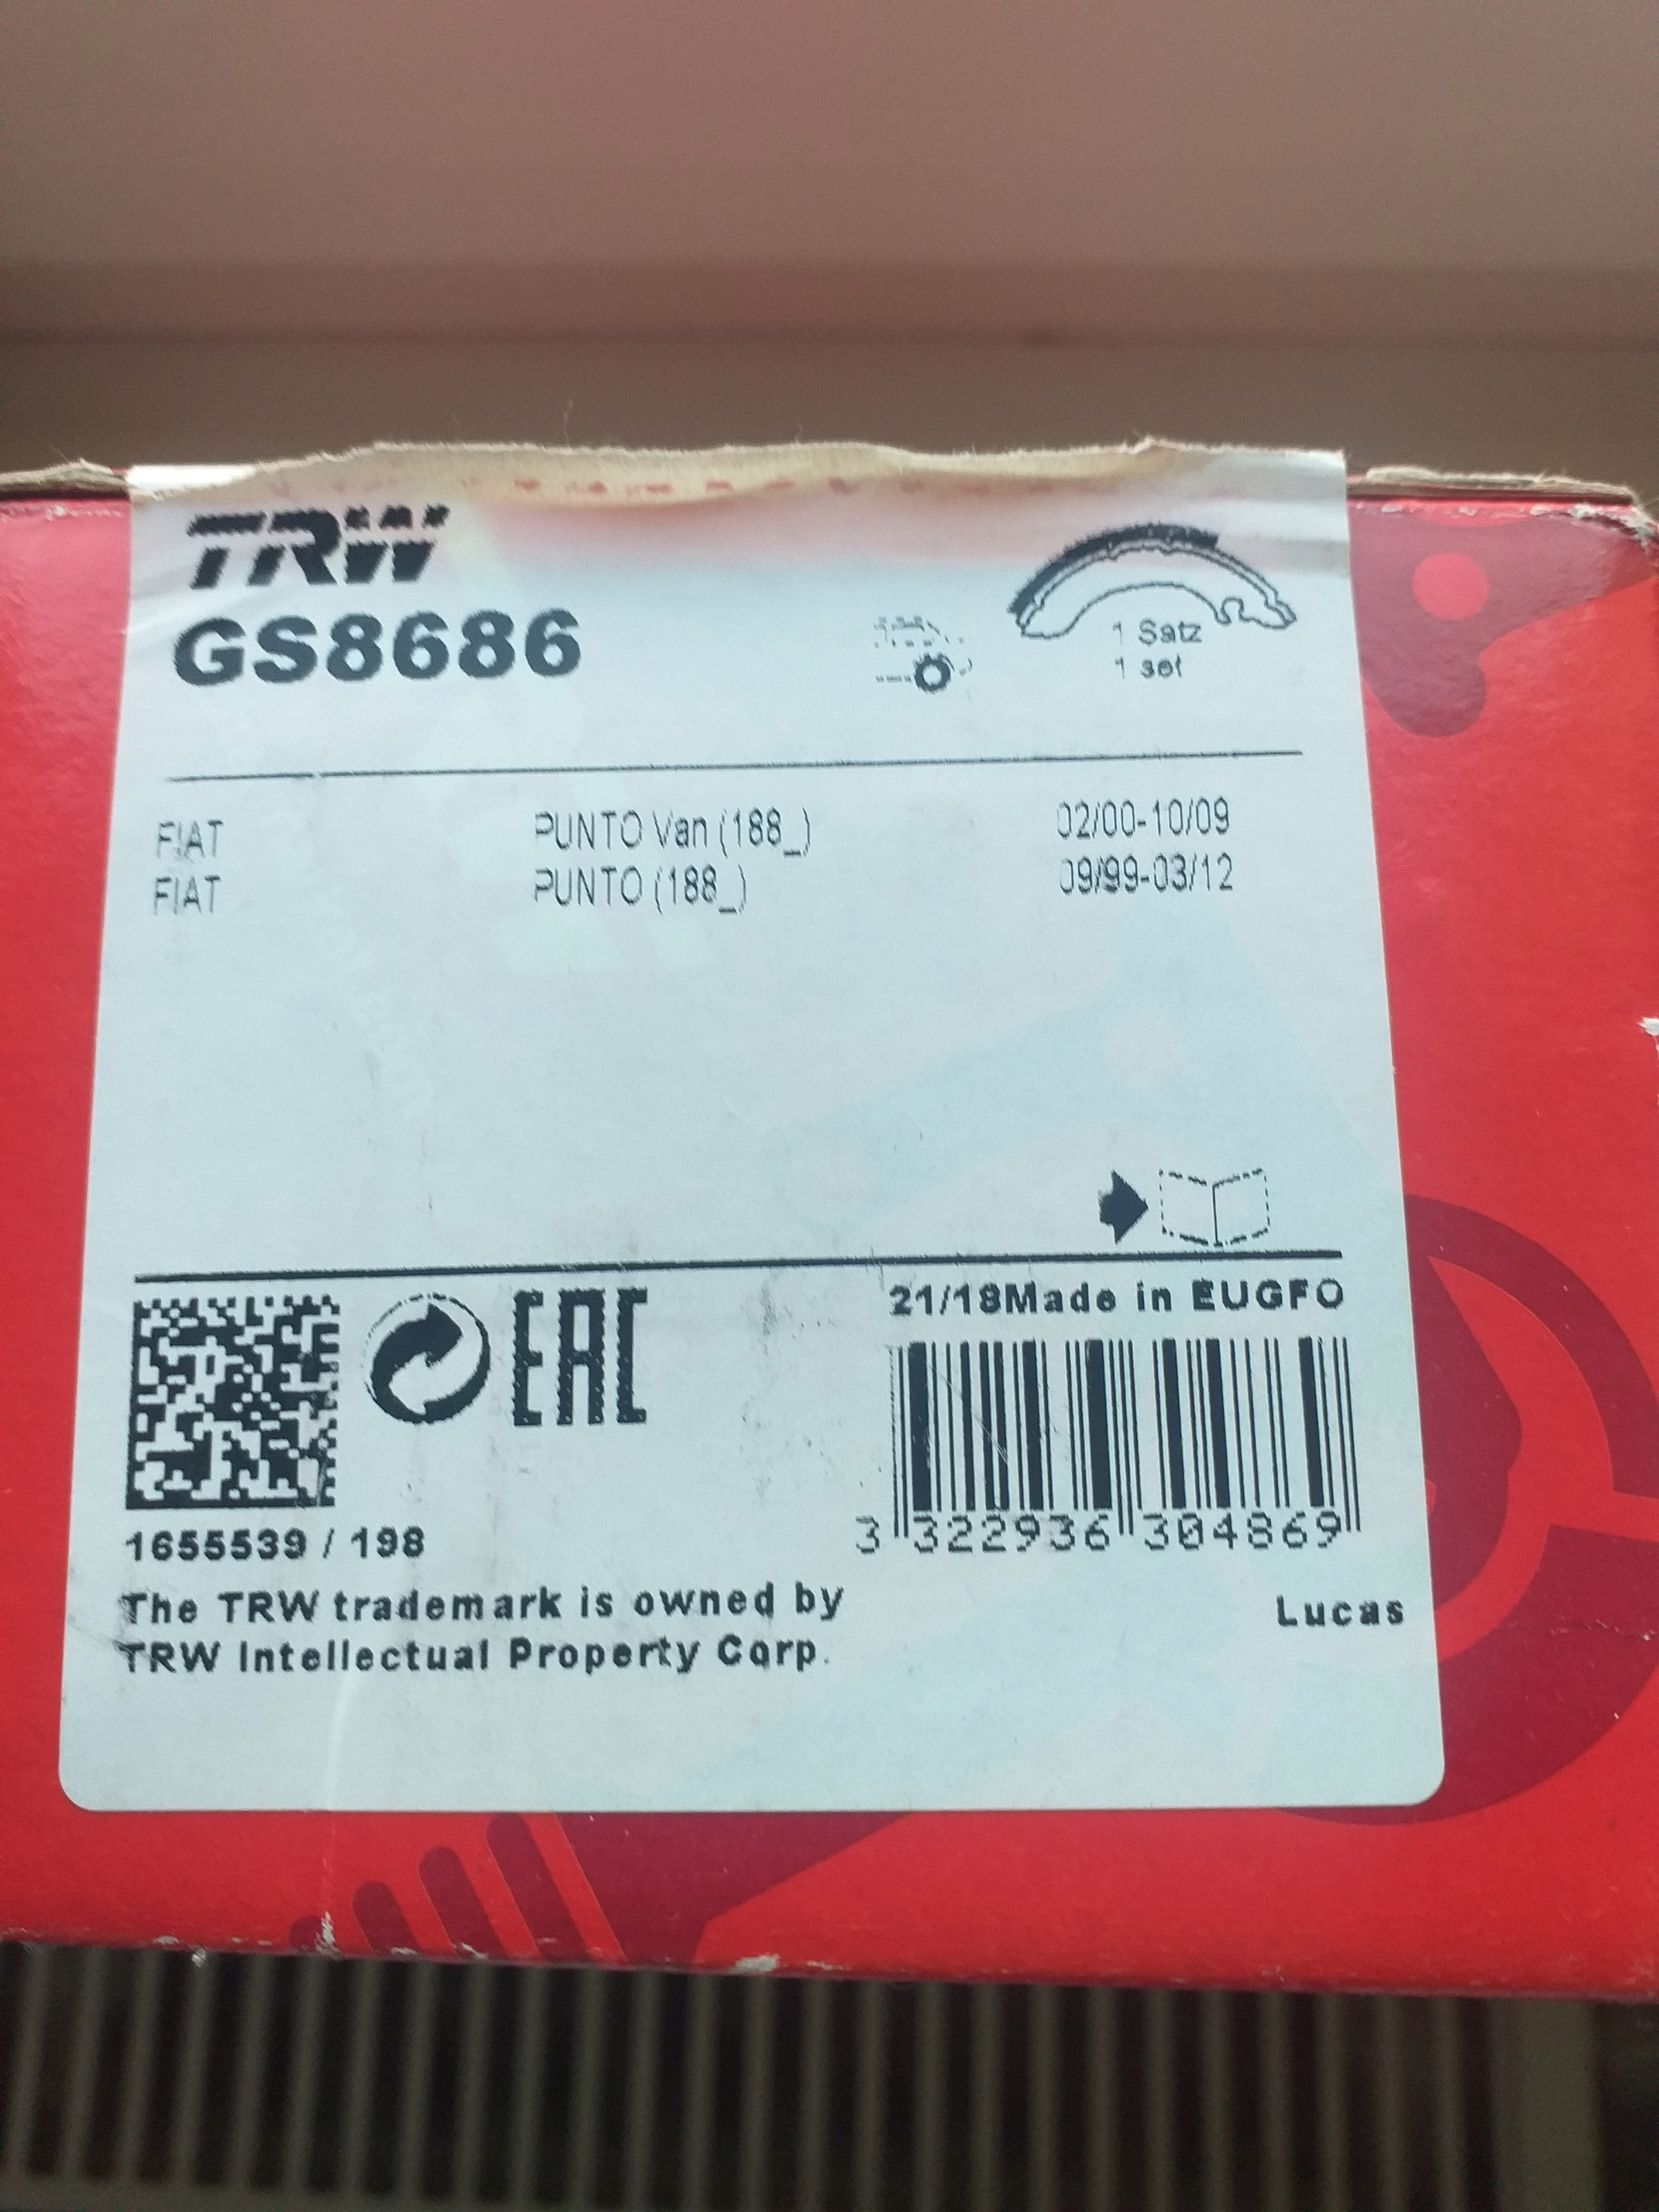 TRW
GS8686
1 Satz
1 set
FIAT PUNTO Van (188_) 02/00-10/09
FIAT PUNTO (188_) 09/99-03/12
21/18Made in EUGFO
EAC
3 322936 304869
1655539 / 198
The TRW trademark is owned by
TRW Intellectual Property Corp.
Lucas